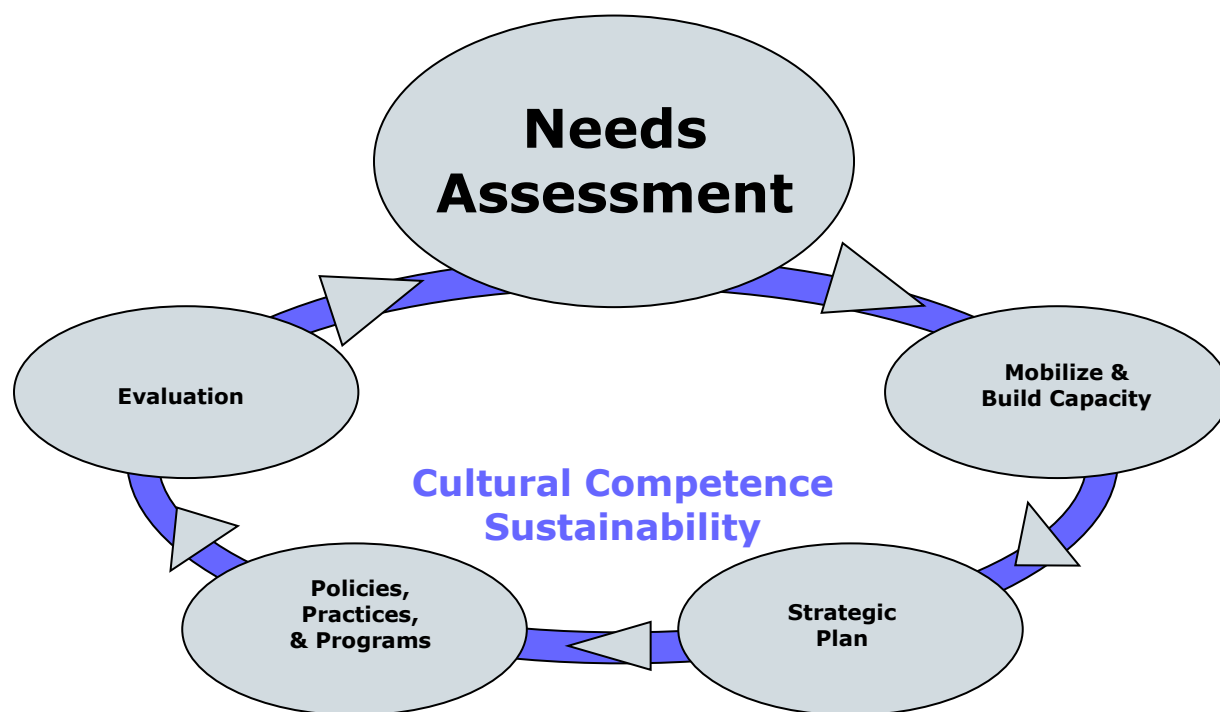 Needs
Assessment
Evaluation
Mobilize &
Build Capacity
Cultural Competence
Sustainability
Policies,
Practices,
& Programs
Strategic
Plan